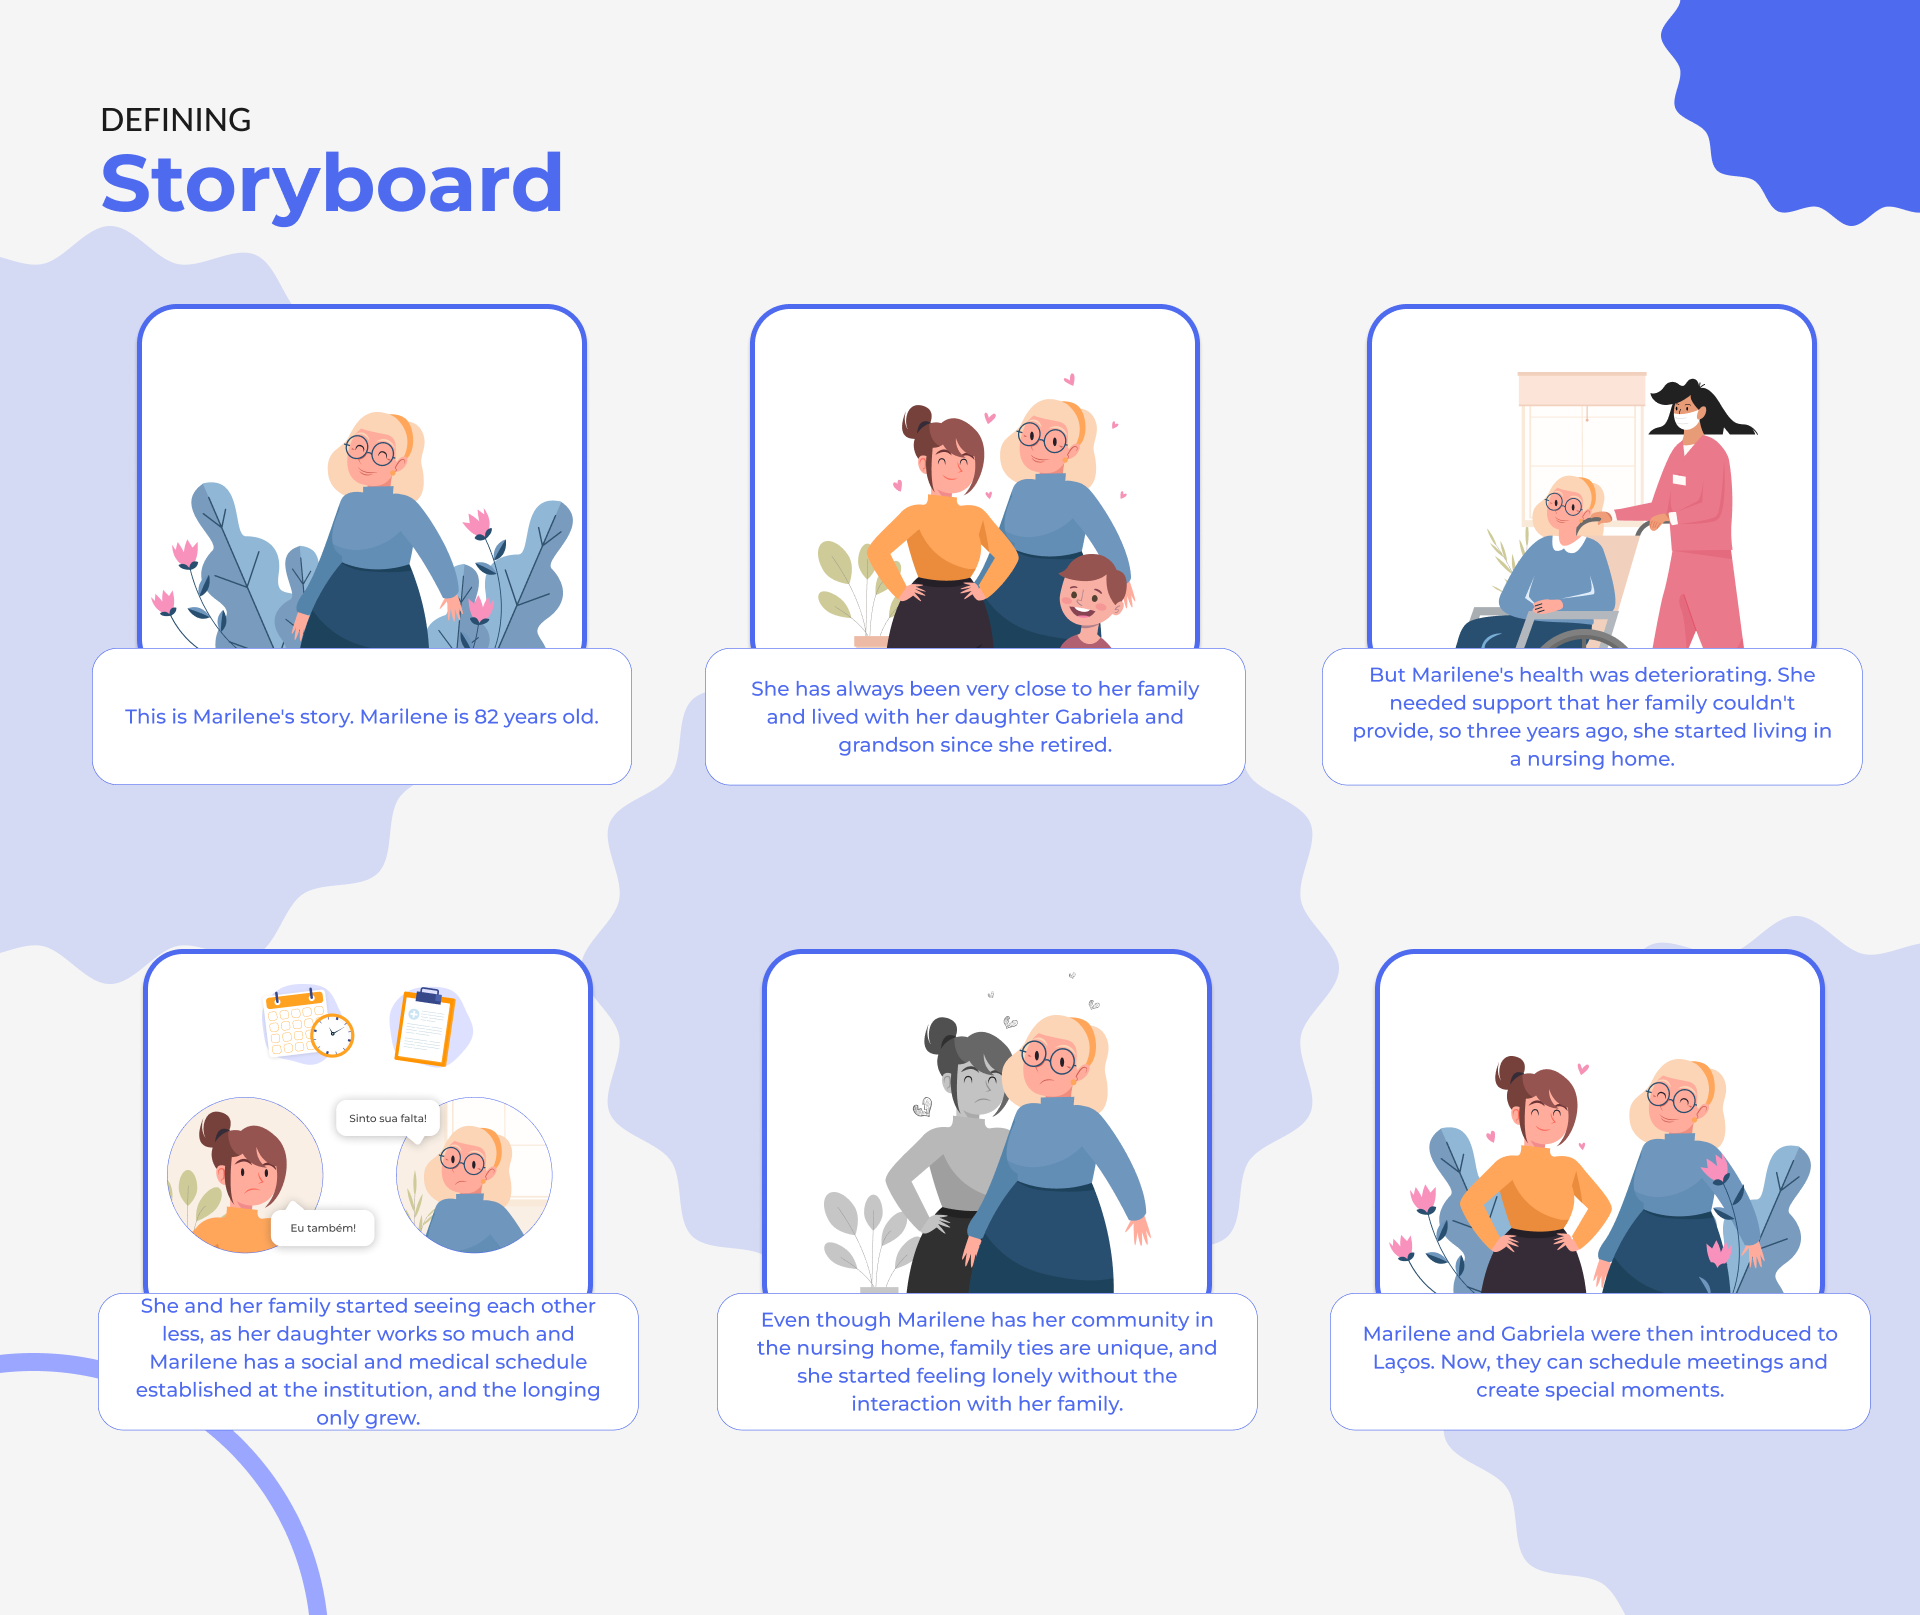 DEFINING
Storyboard
This is Marilene's story. Marilene is 82 years old.
She has always been very close to her family
and lived with her daughter Gabriela and
grandson since she retired.
But Marilene's health was deteriorating. She
needed support that her family couldn't
provide, so three years ago, she started living in
a nursing home.
Sinto sua falta!
Eu também!
She and her family started seeing each other
less, as her daughter works so much and
Marilene has a social and medical schedule
established at the institution, and the longing
only grew.
Even though Marilene has her community in
the nursing home, family ties are unique, and
she started feeling lonely without the
interaction with her family.
Marilene and Gabriela were then introduced to
Laços. Now, they can schedule meetings and
create special moments.